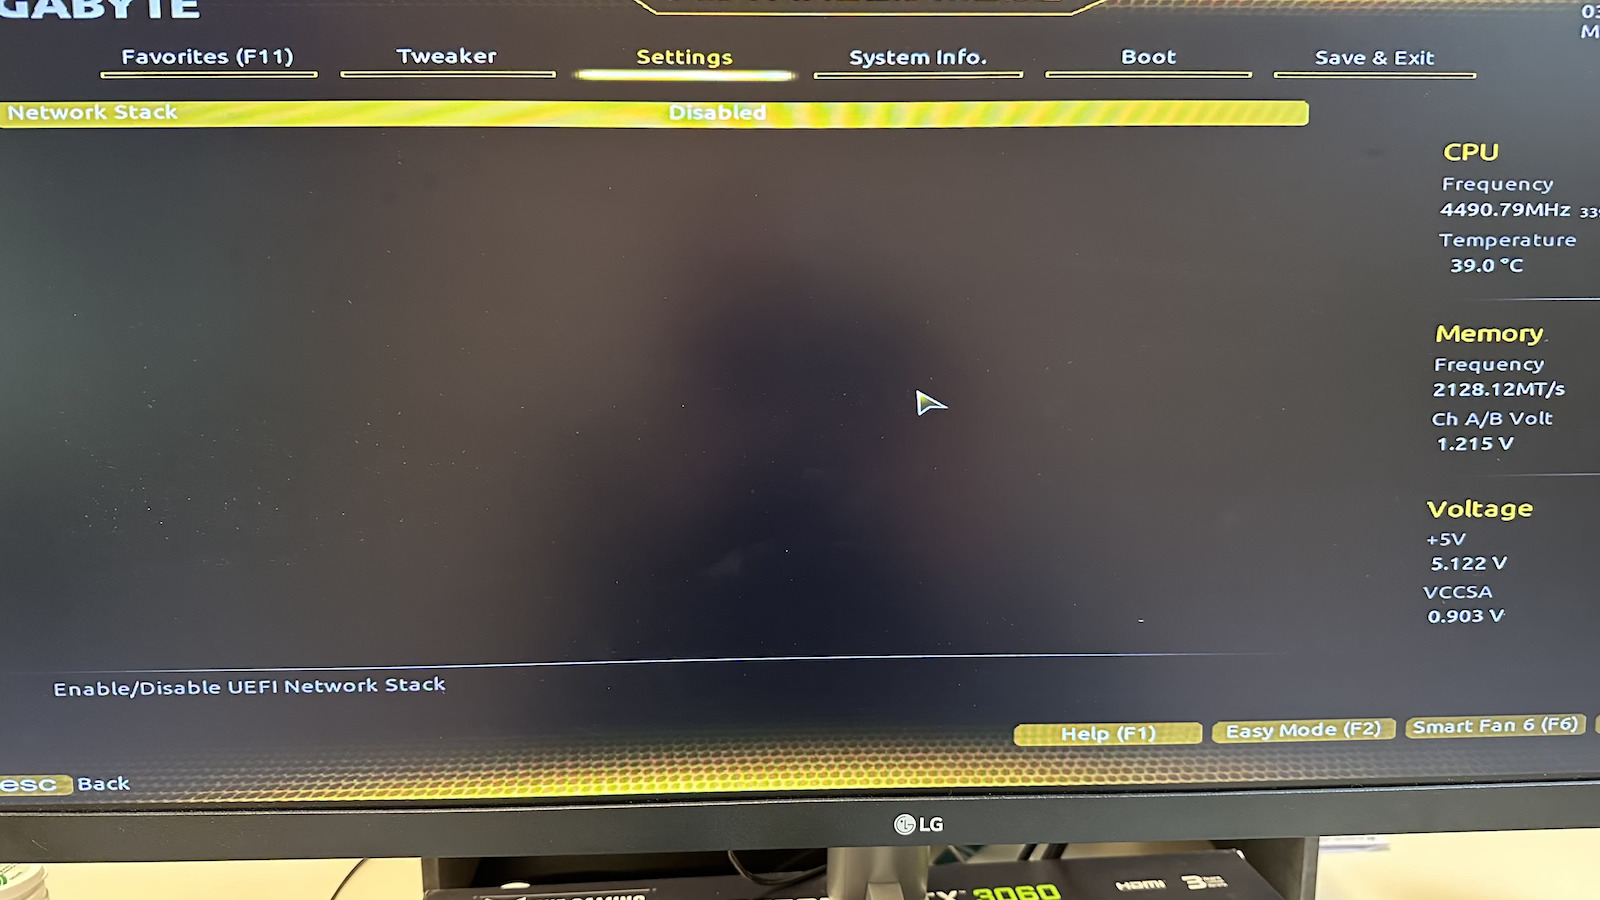 GABYTE
Favorites (F11)
Tweaker
Settings
System Info.
Boot
Save & Exit
Network Stack
Disabled
CPU
Frequency
4490.79MHz
Temperature
39.0 °C
Memory
Frequency
2128.12MT/s
Ch A/B Volt
1.215 V
Voltage
+5V
5.122 V
VCCSA
0.903 V
Enable/Disable UEFI Network Stack
Help (F1)
Easy Mode (F2)
Smart Fan 6 (F6)
esc Back
LG
3060
HDMI